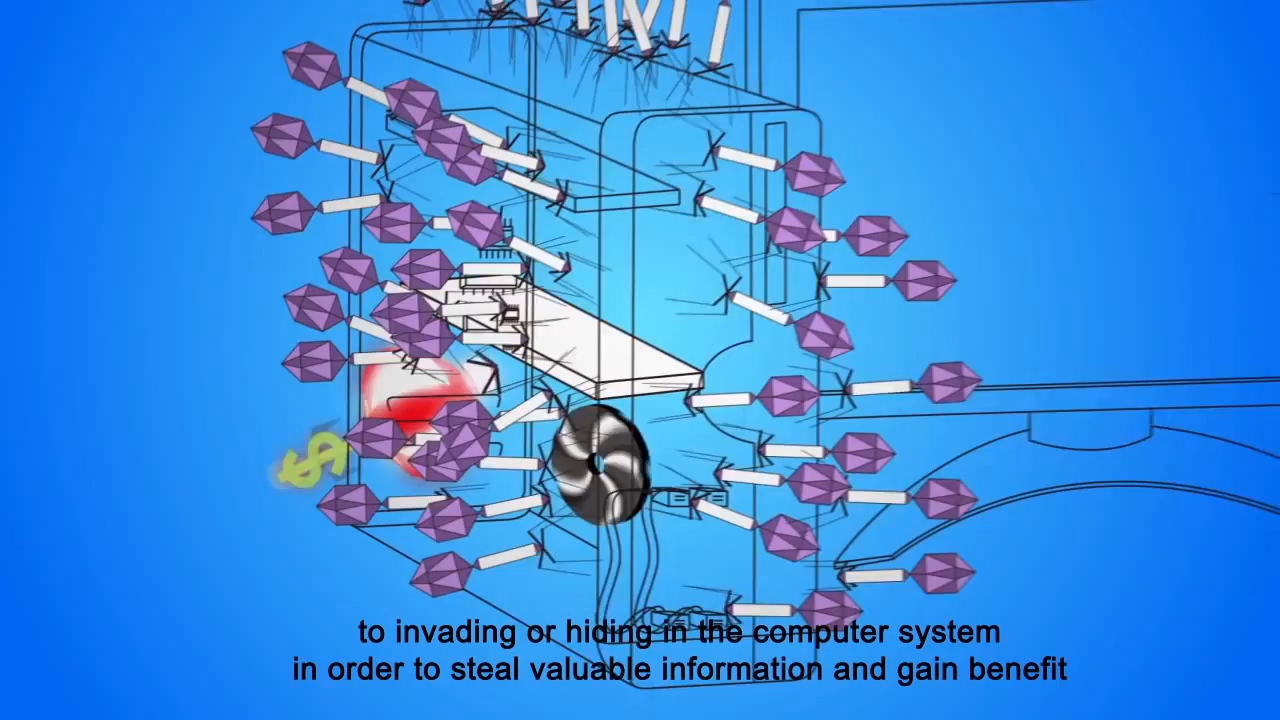 $
to invading or hiding in the computer system
in order to steal valuable information and gain benefit